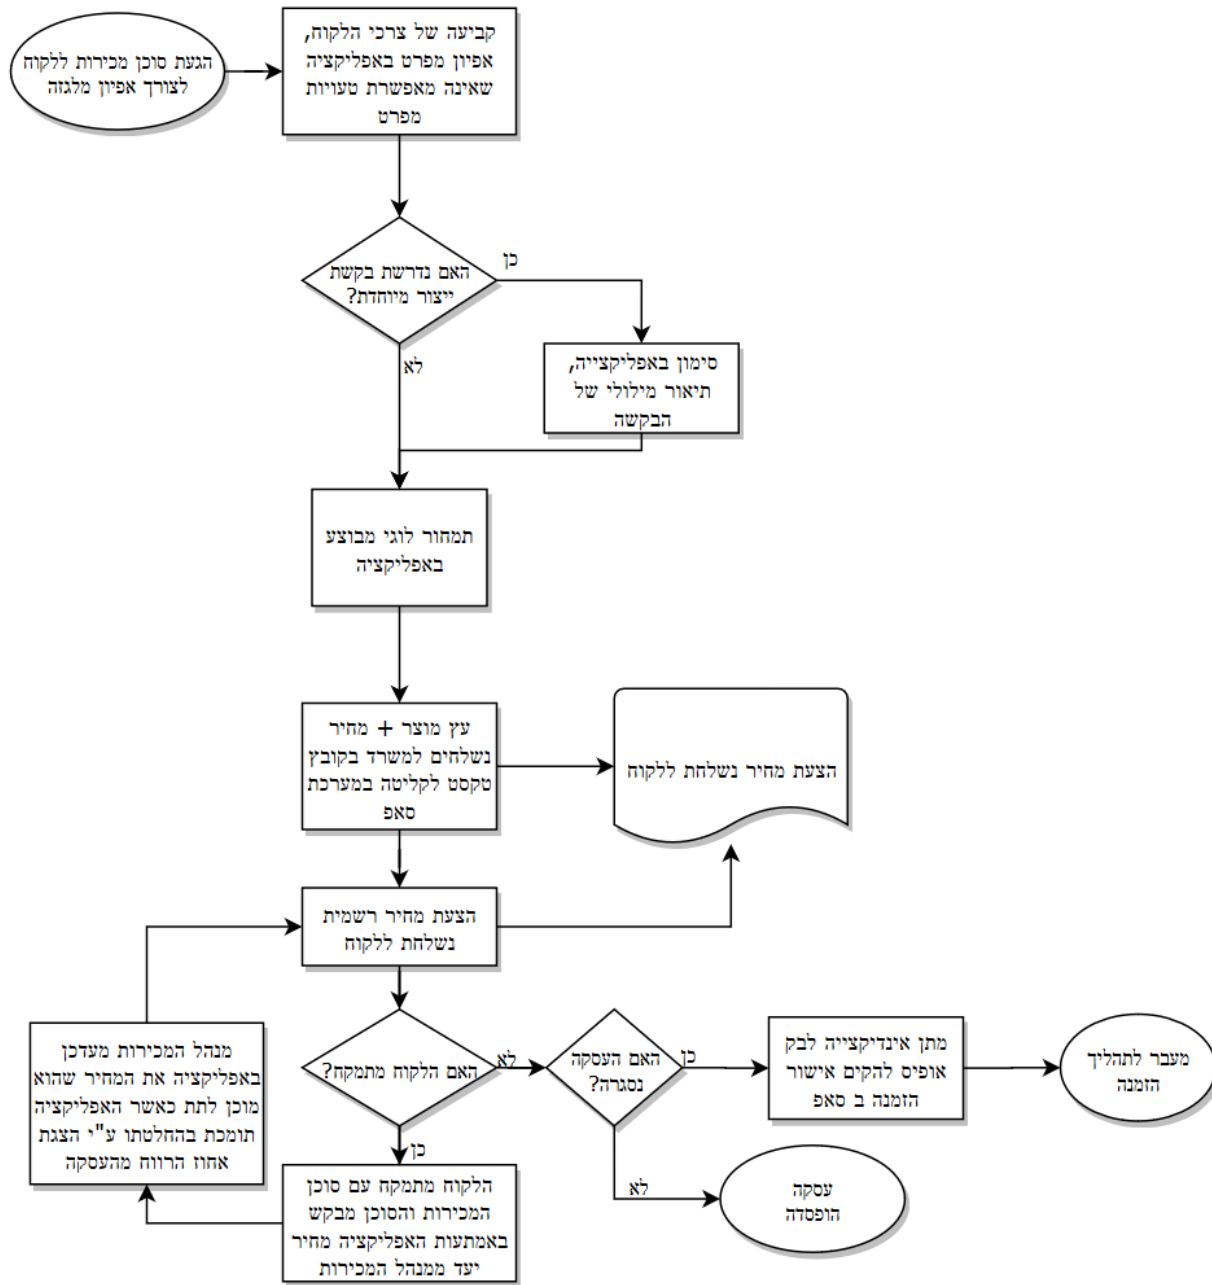 הגעת סוכן מכירות ללקוח
לצורך אפיון מלגזה
קביעה של צרכי הלקוח,
אפיון מפרט באפליקציה
שאינה מאפשרת טעויות
מפרט
האם נדרשת בקשת
ייצור מיוחדת?
כן
לא
סימון באפליקצייה,
תיאור מילולי של
הבקשה
תמחור לוגי מבוצע
באפליקציה
עץ מוצר + מחיר
נשלחים למשרד בקובץ
טקסט לקליטה במערכת
סאפ
הצעת מחיר נשלחת ללקוח
הצעת מחיר רשמית
נשלחת ללקוח
האם הלקוח מתמקח?
לא
כן
האם העסקה
נסגרה?
כן
לא
מתן אינדיקצייה לבק
אופיס להקים אישור
הזמנה ב סאפ
מעבר לתהליך
הזמנה
עסקה
הופסדה
הלקוח מתמקח עם סוכן
המכירות והסוכן מבקש
באמתעות האפליקציה מחיר
יעד ממנהל המכירות
מנהל המכירות מעדכן
באפליקציה את המחיר שהוא
מוכן לתת כאשר האפליקציה
תומכת בהחלטתו ע"י הצגת
אחוז הרווח מהעסקה